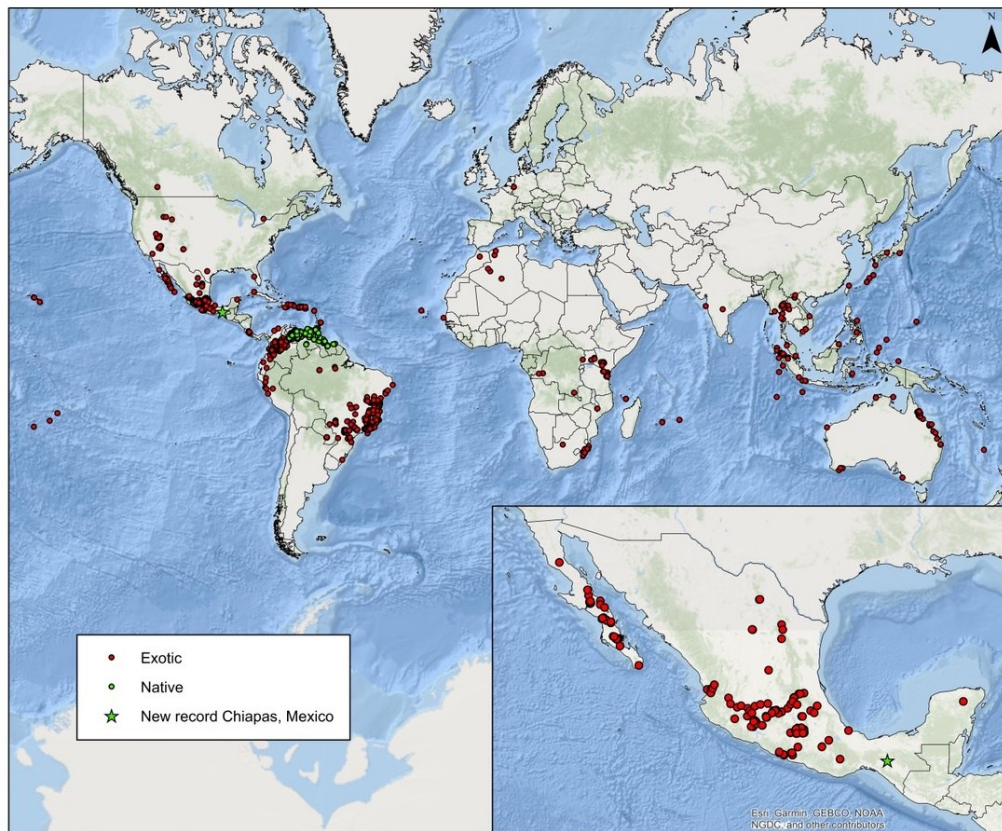 N
Exotic
Native
New record Chiapas, Mexico
Esri, Garmin, GEBCO, NOAA
NGDC, and other contributors